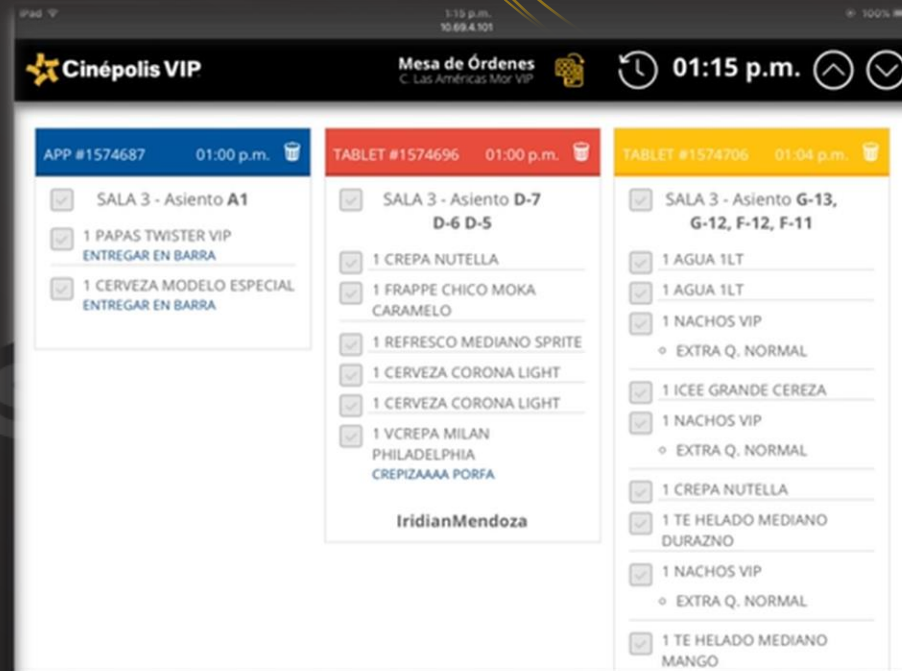 iPad
1:15 p.m.
10.69.4.101
100%
Cinépolis VIP
Mesa de Órdenes
C. Las Américas Mor VIP
01:15 p.m.
APP #1574687 01:00 p.m.
SALA 3 - Asiento A1
1 PAPAS TWISTER VIP
ENTREGAR EN BARRA
1 CERVEZA MODELO ESPECIAL
ENTREGAR EN BARRA
TABLET #1574696 01:00 p.m.
SALA 3 - Asiento D-7
D-6 D-5
1 CREPA NUTELLA
1 FRAPPE CHICO MOKA
CARAMELO
1 REFRESCO MEDIANO SPRITE
1 CERVEZA CORONA LIGHT
1 CERVEZA CORONA LIGHT
1 VCREPA MILAN
PHILADELPHIA
CREPIZAAAA PORFA
IridianMendoza
TABLET #1574706 01:04 p.m.
SALA 3 - Asiento G-13,
G-12, F-12, F-11
1 AGUA 1LT
1 AGUA 1LT
1 NACHOS VIP
EXTRA Q. NORMAL
1 ICEE GRANDE CEREZA
1 NACHOS VIP
EXTRA Q. NORMAL
1 CREPA NUTELLA
1 TE HELADO MEDIANO
DURAZNO
1 NACHOS VIP
EXTRA Q. NORMAL
1 TE HELADO MEDIANO
MANGO